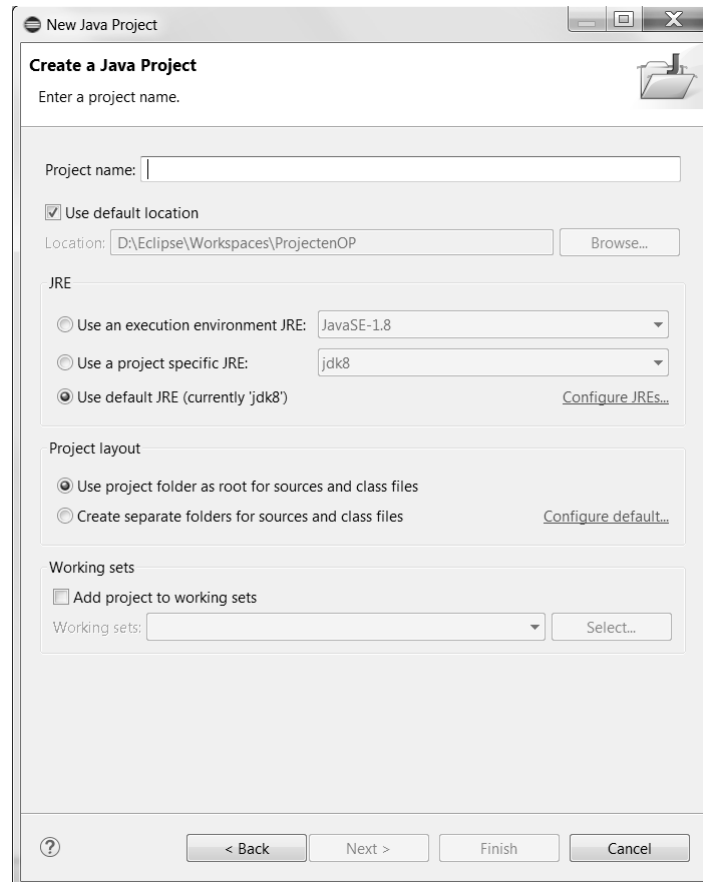 New Java Project
Create a Java Project
Enter a project name.
Project name:
Use default location
Location: D:\Eclipse\Workspaces\ProjectenOP Browse...
JRE
Use an execution environment JRE: JavaSE-1.8
Use a project specific JRE: jdk8
Use default JRE (currently 'jdk8') Configure JREs...
Project layout
Use project folder as root for sources and class files
Create separate folders for sources and class files Configure default...
Working sets
Add project to working sets
Working sets: Select...
? < Back Next > Finish Cancel